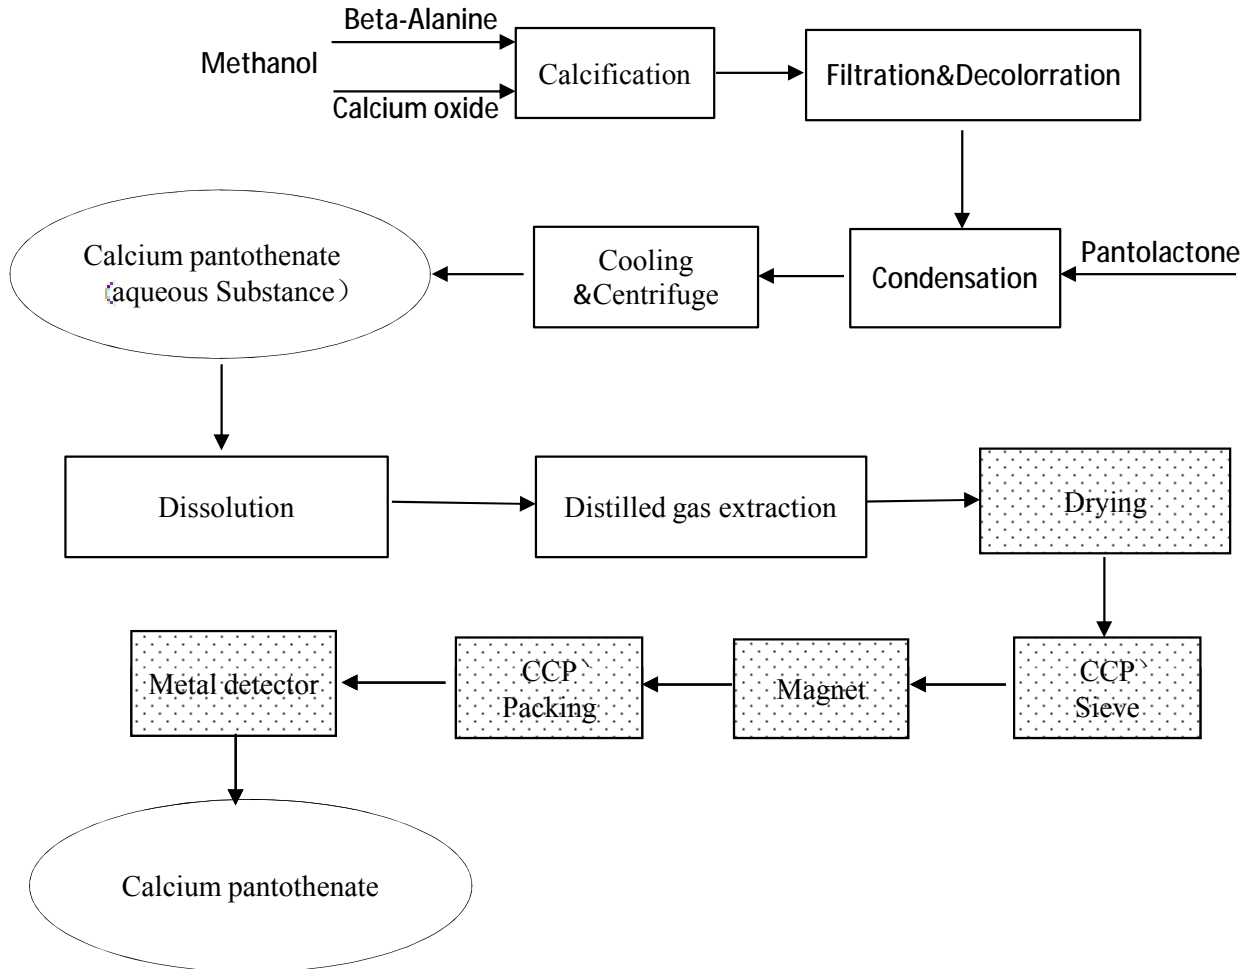 Beta-Alanine
Methanol
Calcium oxide
Calcification
Filtration&Decolorration
Pantolactone
Condensation
Cooling
&Centrifuge
Calcium pantothenate
(aqueous Substance）
Dissolution
Distilled gas extraction
Drying
CCP`
Sieve
Magnet
CCP`
Packing
Metal detector
Calcium pantothenate